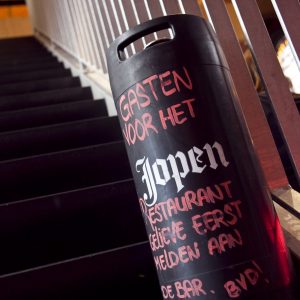 GASTEN
VOOR HET
Jopen
RESTAURANT
GELIEVE EERST
MELDEN AAN
DE BAR. BVD!